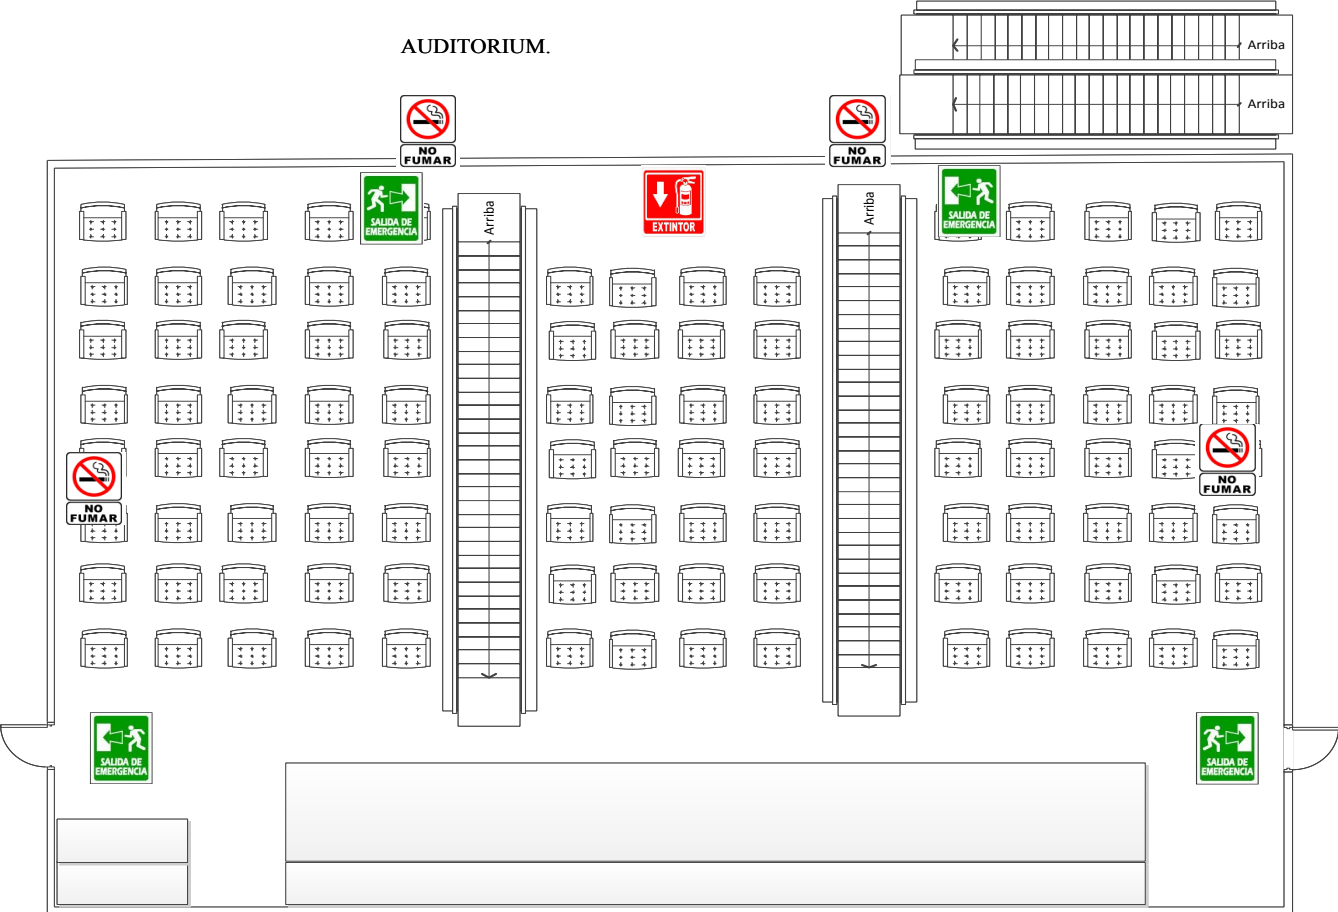 AUDITORIUM.
Arriba
Arriba
NO
FUMAR
NO
FUMAR
SALIDA DE
EMERGENCIA
Arriba
EXTINTOR
Arriba
SALIDA DE
EMERGENCIA
NO
FUMAR
NO
FUMAR
SALIDA DE
EMERGENCIA
SALIDA DE
EMERGENCIA